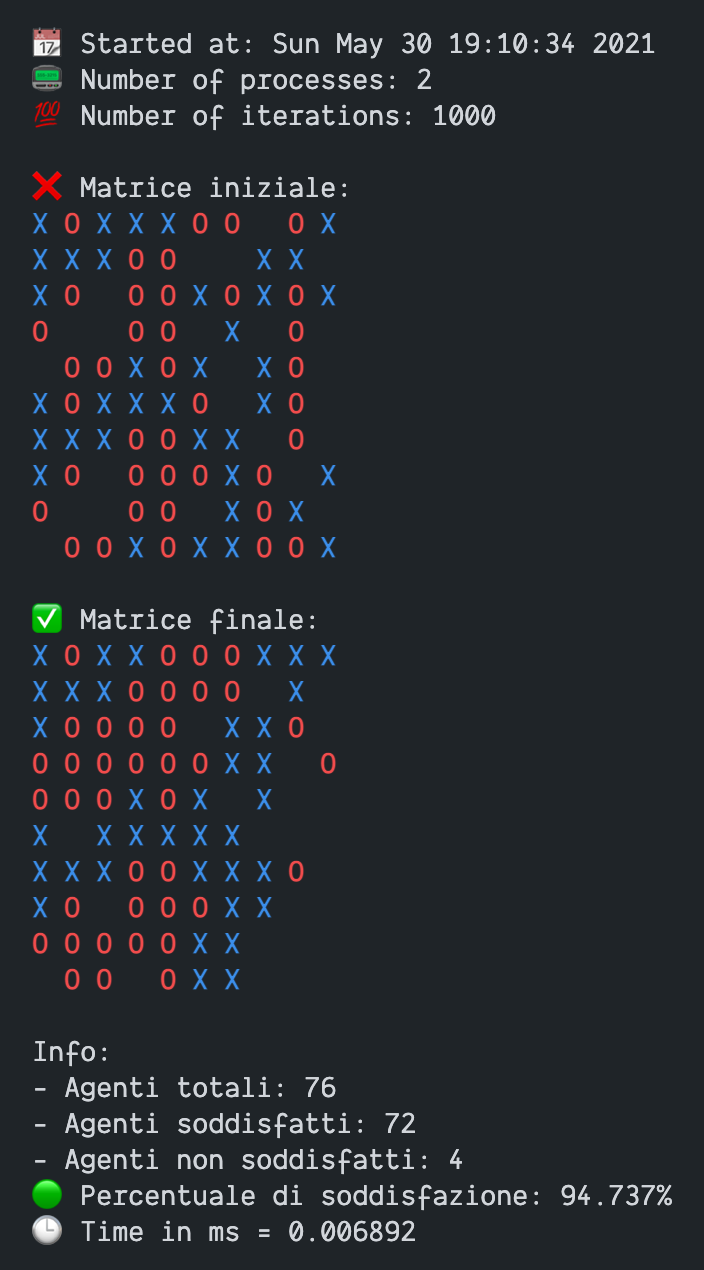 📆 Started at: Sun May 30 19:10:34 2021
📟 Number of processes: 2
💯 Number of iterations: 1000
❌ Matrice iniziale:
X O X X X O O   O X
X X X O O     X X
X O   O O X O X O X
O     O O   X   O
  O O X O X   X O
X O X X X O   X O
X X X O O X X   O
X O   O O O X O   X
O     O O   X O X
  O O X O X X O O X
✅ Matrice finale:
X O X X O O O X X X
X X X O O O O   X
X O O O O   X X O
O O O O O O X X   O
O O O X O X   X
X   X X X X X
X X X O O X X X O
X O   O O O X X
O O O O O X X
  O O   O X X
Info:
- Agenti totali: 76
- Agenti soddisfatti: 72
- Agenti non soddisfatti: 4
🟢 Percentuale di soddisfazione: 94.737%
🕒 Time in ms = 0.006892